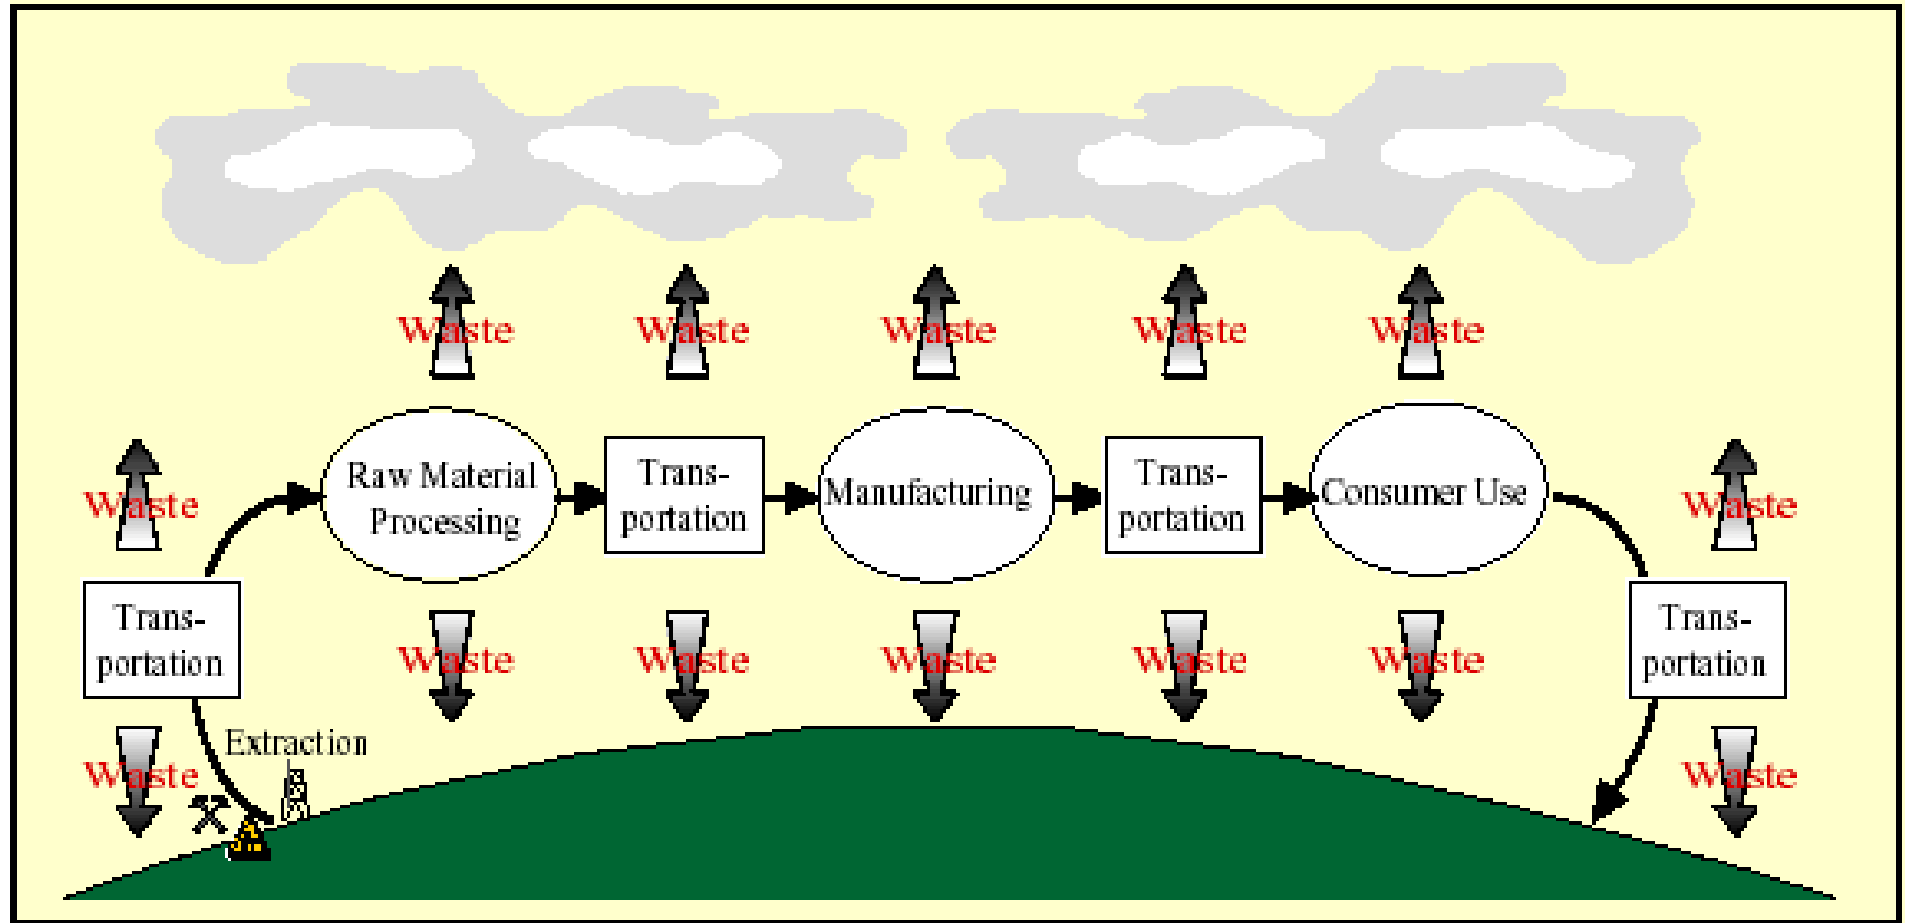 Waste Waste Waste Waste Waste
Waste Waste
Raw Material
Processing
Trans-
portation
Manufacturing
Trans-
portation
Consumer Use
Trans-
portation
Trans-
portation
Waste Waste Waste Waste Waste
Extraction
Waste Waste